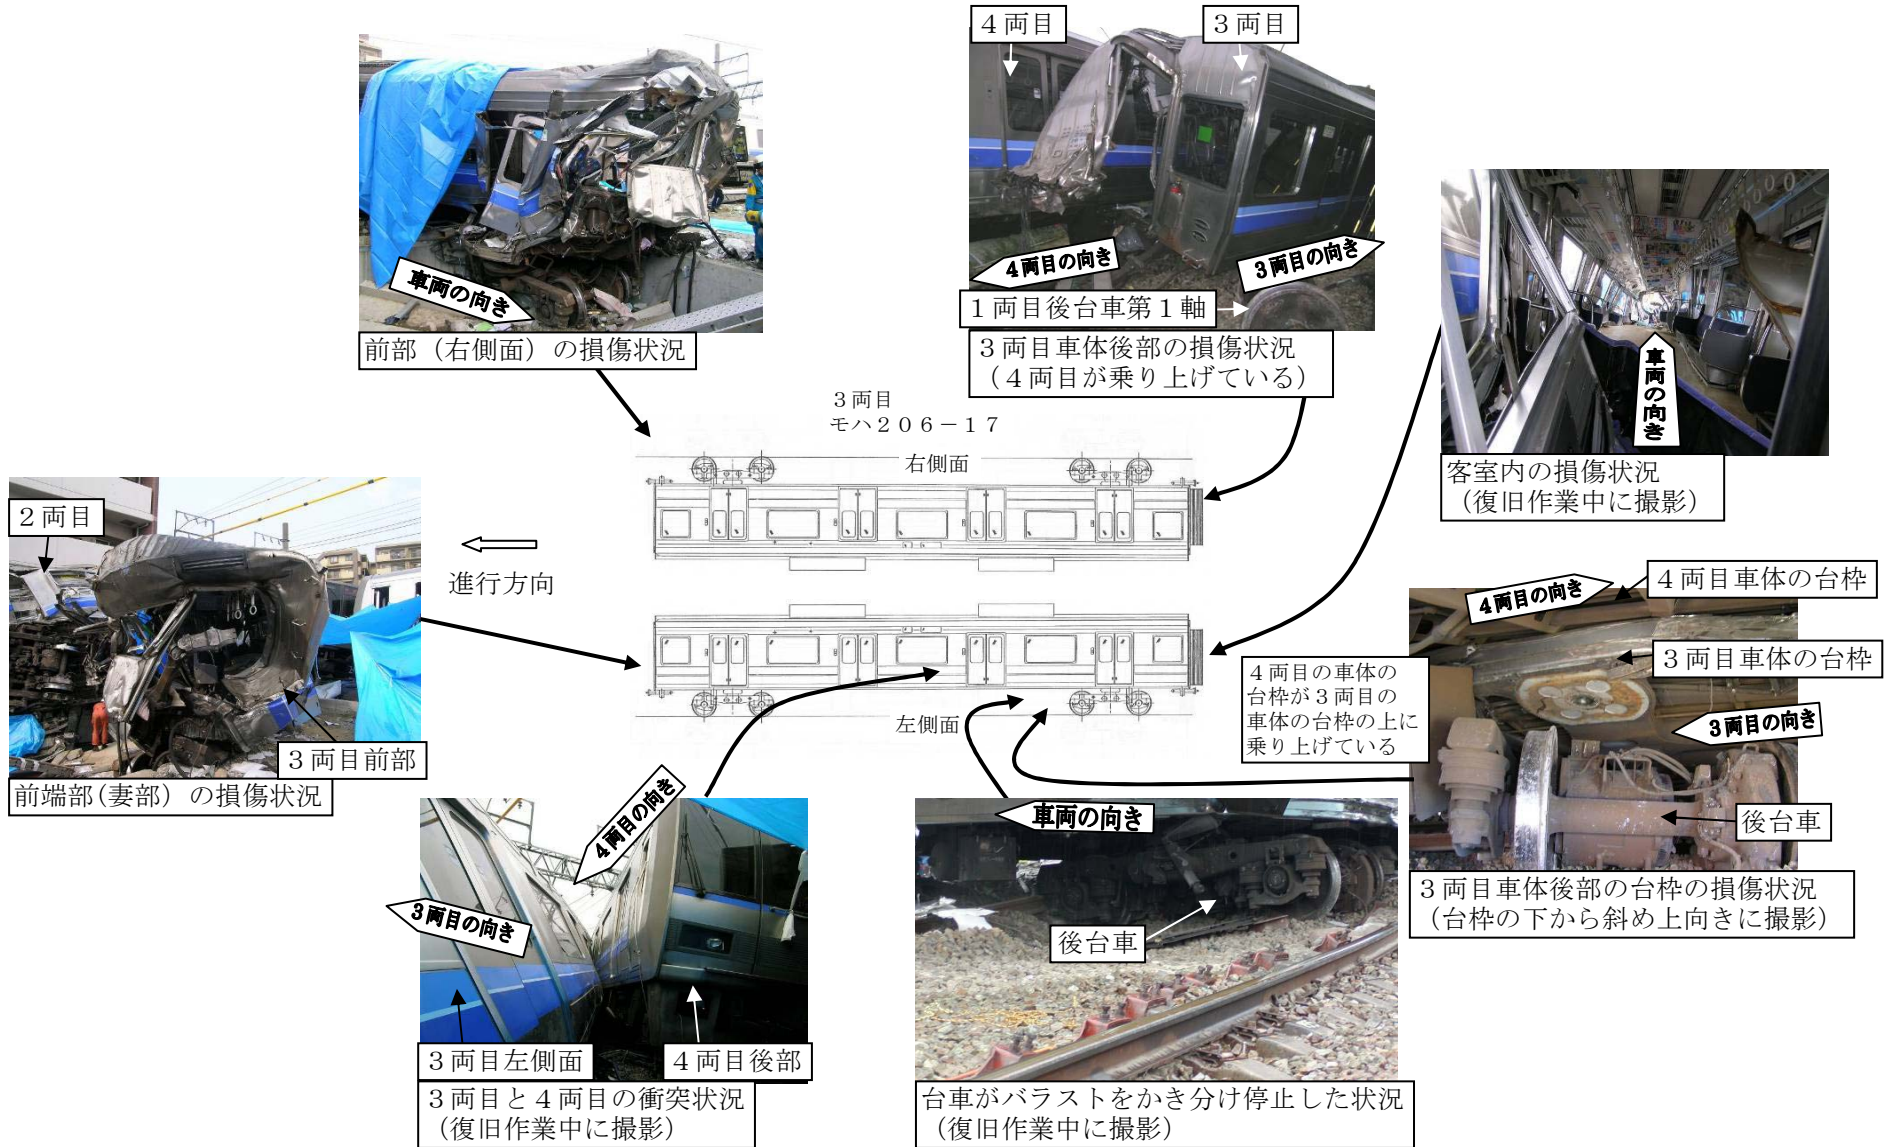 ４両目
３両目
４両目の向き
３両目の向き
１両目後台車第１軸
３両目車体後部の損傷状況
（４両目が乗り上げている）
車両の向き
前部（右側面）の損傷状況
車両の向き
客室内の損傷状況
（復旧作業中に撮影）
３両目
モハ２０６－１７
右側面
２両目
３両目前部
前端部（妻部）の損傷状況
進行方向
左側面
４両目の車体の
台枠が３両目の
車体の台枠の上に
乗り上げている
４両目の向き
４両目車体の台枠
３両目車体の台枠
３両目の向き
後台車
３両目車体後部の台枠の損傷状況
（台枠の下から斜め上向きに撮影）
４両目の向き
３両目の向き
３両目左側面
４両目後部
３両目と４両目の衝突状況
（復旧作業中に撮影）
車両の向き
後台車
台車がバラストをかき分け停止した状況
（復旧作業中に撮影）